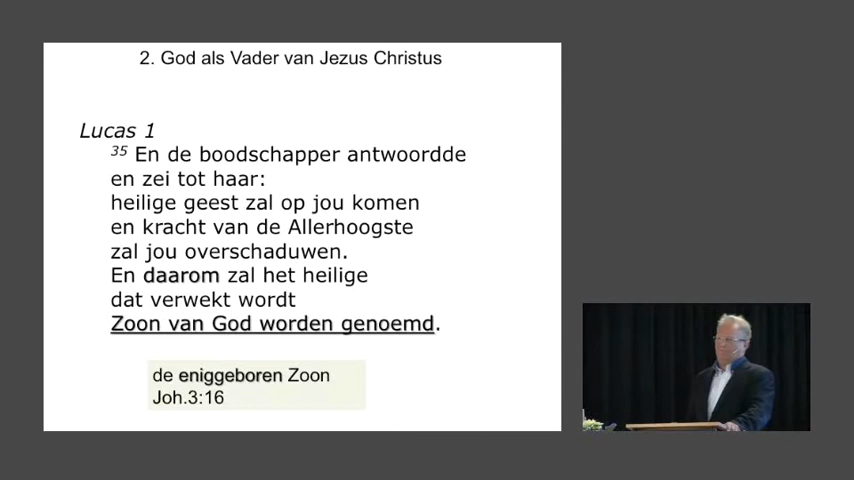 2. God als Vader van Jezus Christus
Lucas 1
35 En de boodschapper antwoordde
en zei tot haar:
heilige geest zal op jou komen
en kracht van de Allerhoogste
zal jou overschaduwen.
En daarom zal het heilige
dat verwekt wordt
Zoon van God worden genoemd.
de eniggeboren Zoon
Joh.3:16